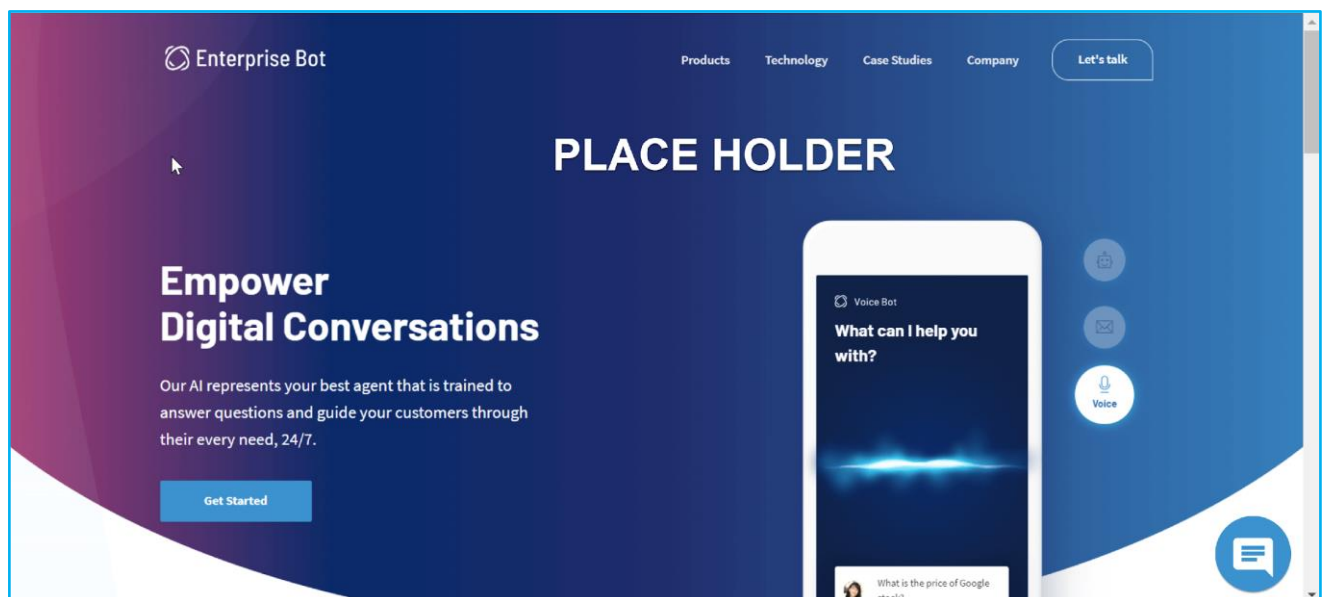 Enterprise Bot
Products Technology Case Studies Company Let's talk
PLACE HOLDER
Empower
Digital Conversations
Our AI represents your best agent that is trained to
answer questions and guide your customers through
their every need, 24/7.
Get Started
Voice Bot
What can I help you
with?
Voice
What is the price of Google